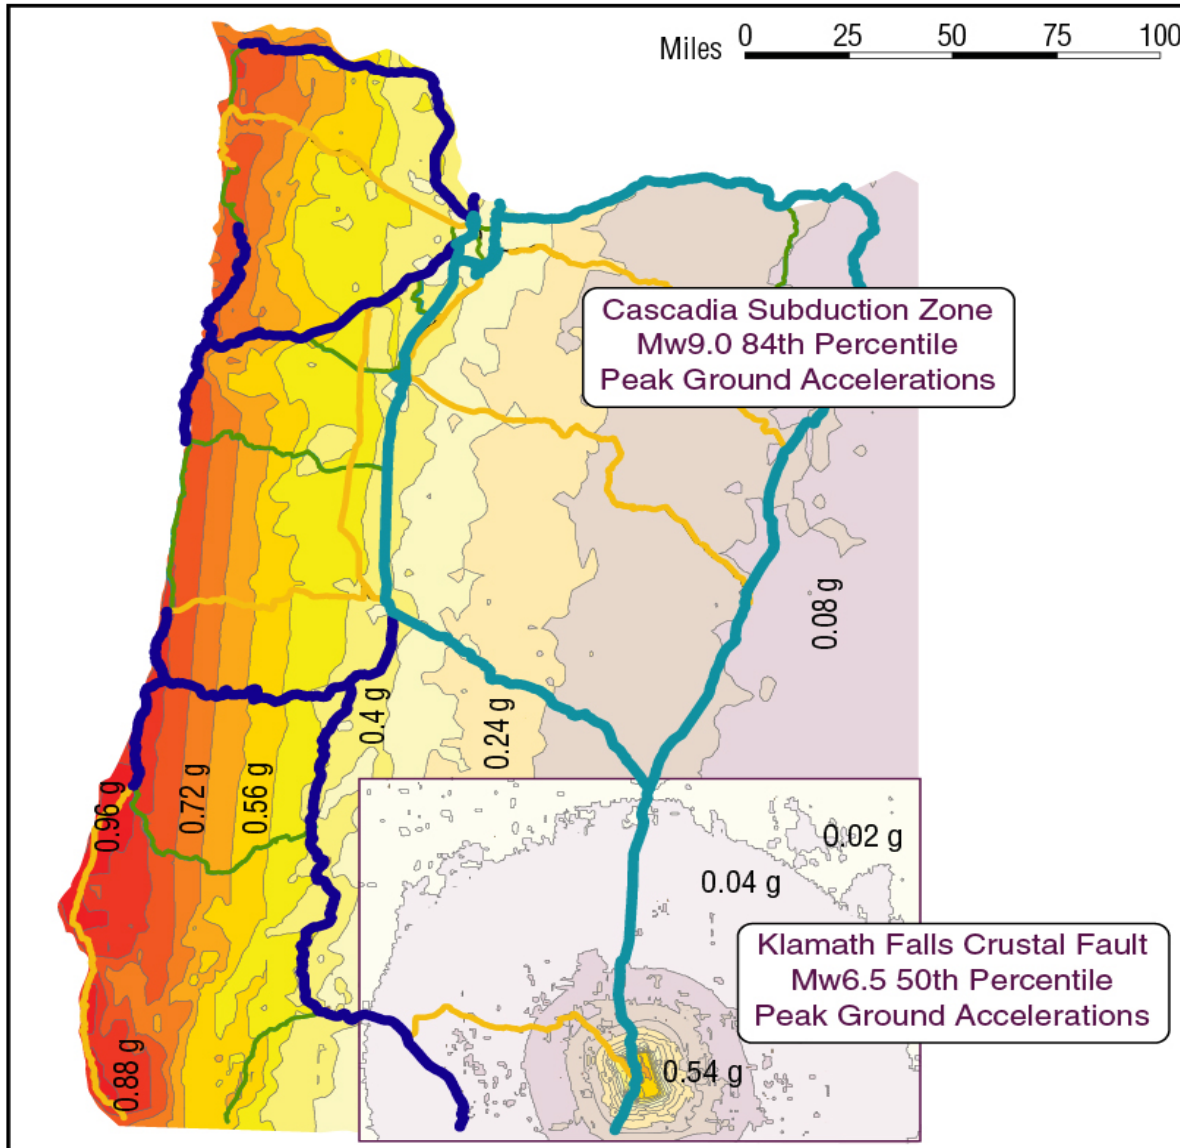 Miles 0 25 50 75 100
Cascadia Subduction Zone
Mw9.0 84th Percentile
Peak Ground Accelerations
0.08 g
0.4 g
0.24 g
0.96 g
0.72 g
0.56 g
0.02 g
0.04 g
Klamath Falls Crustal Fault
Mw6.5 50th Percentile
Peak Ground Accelerations
0.88 g
0.54 g